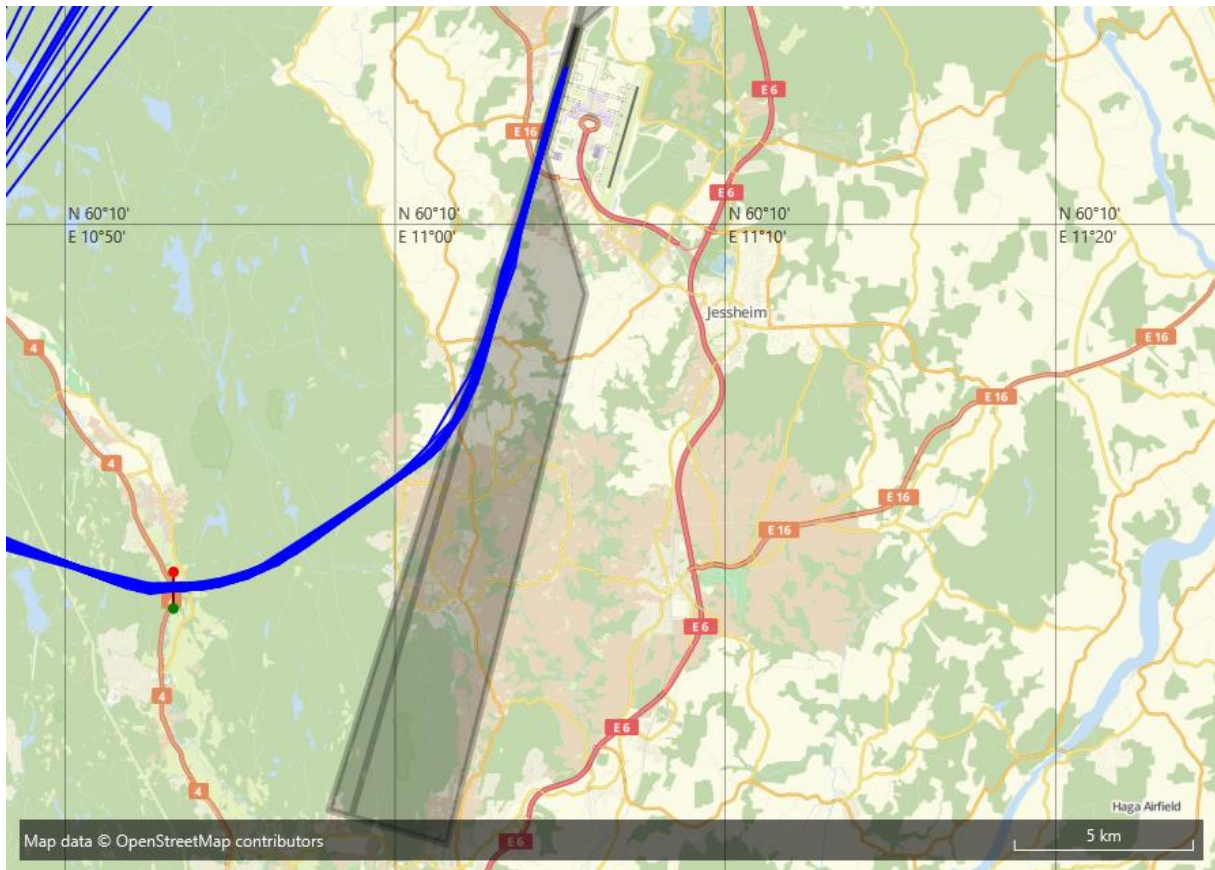 E 6
E 16
E 6
N 60°10'
E 10°50'
N 60°10'
E 11°00'
N 60°10'
E 11°10'
N 60°10'
E 11°20'
Jessheim
E 16
4
E 16
4
E 16
E 16
E 6
4
E 6
4
Haga Airfield
Map data © OpenStreetMap contributors
5 km
E 6